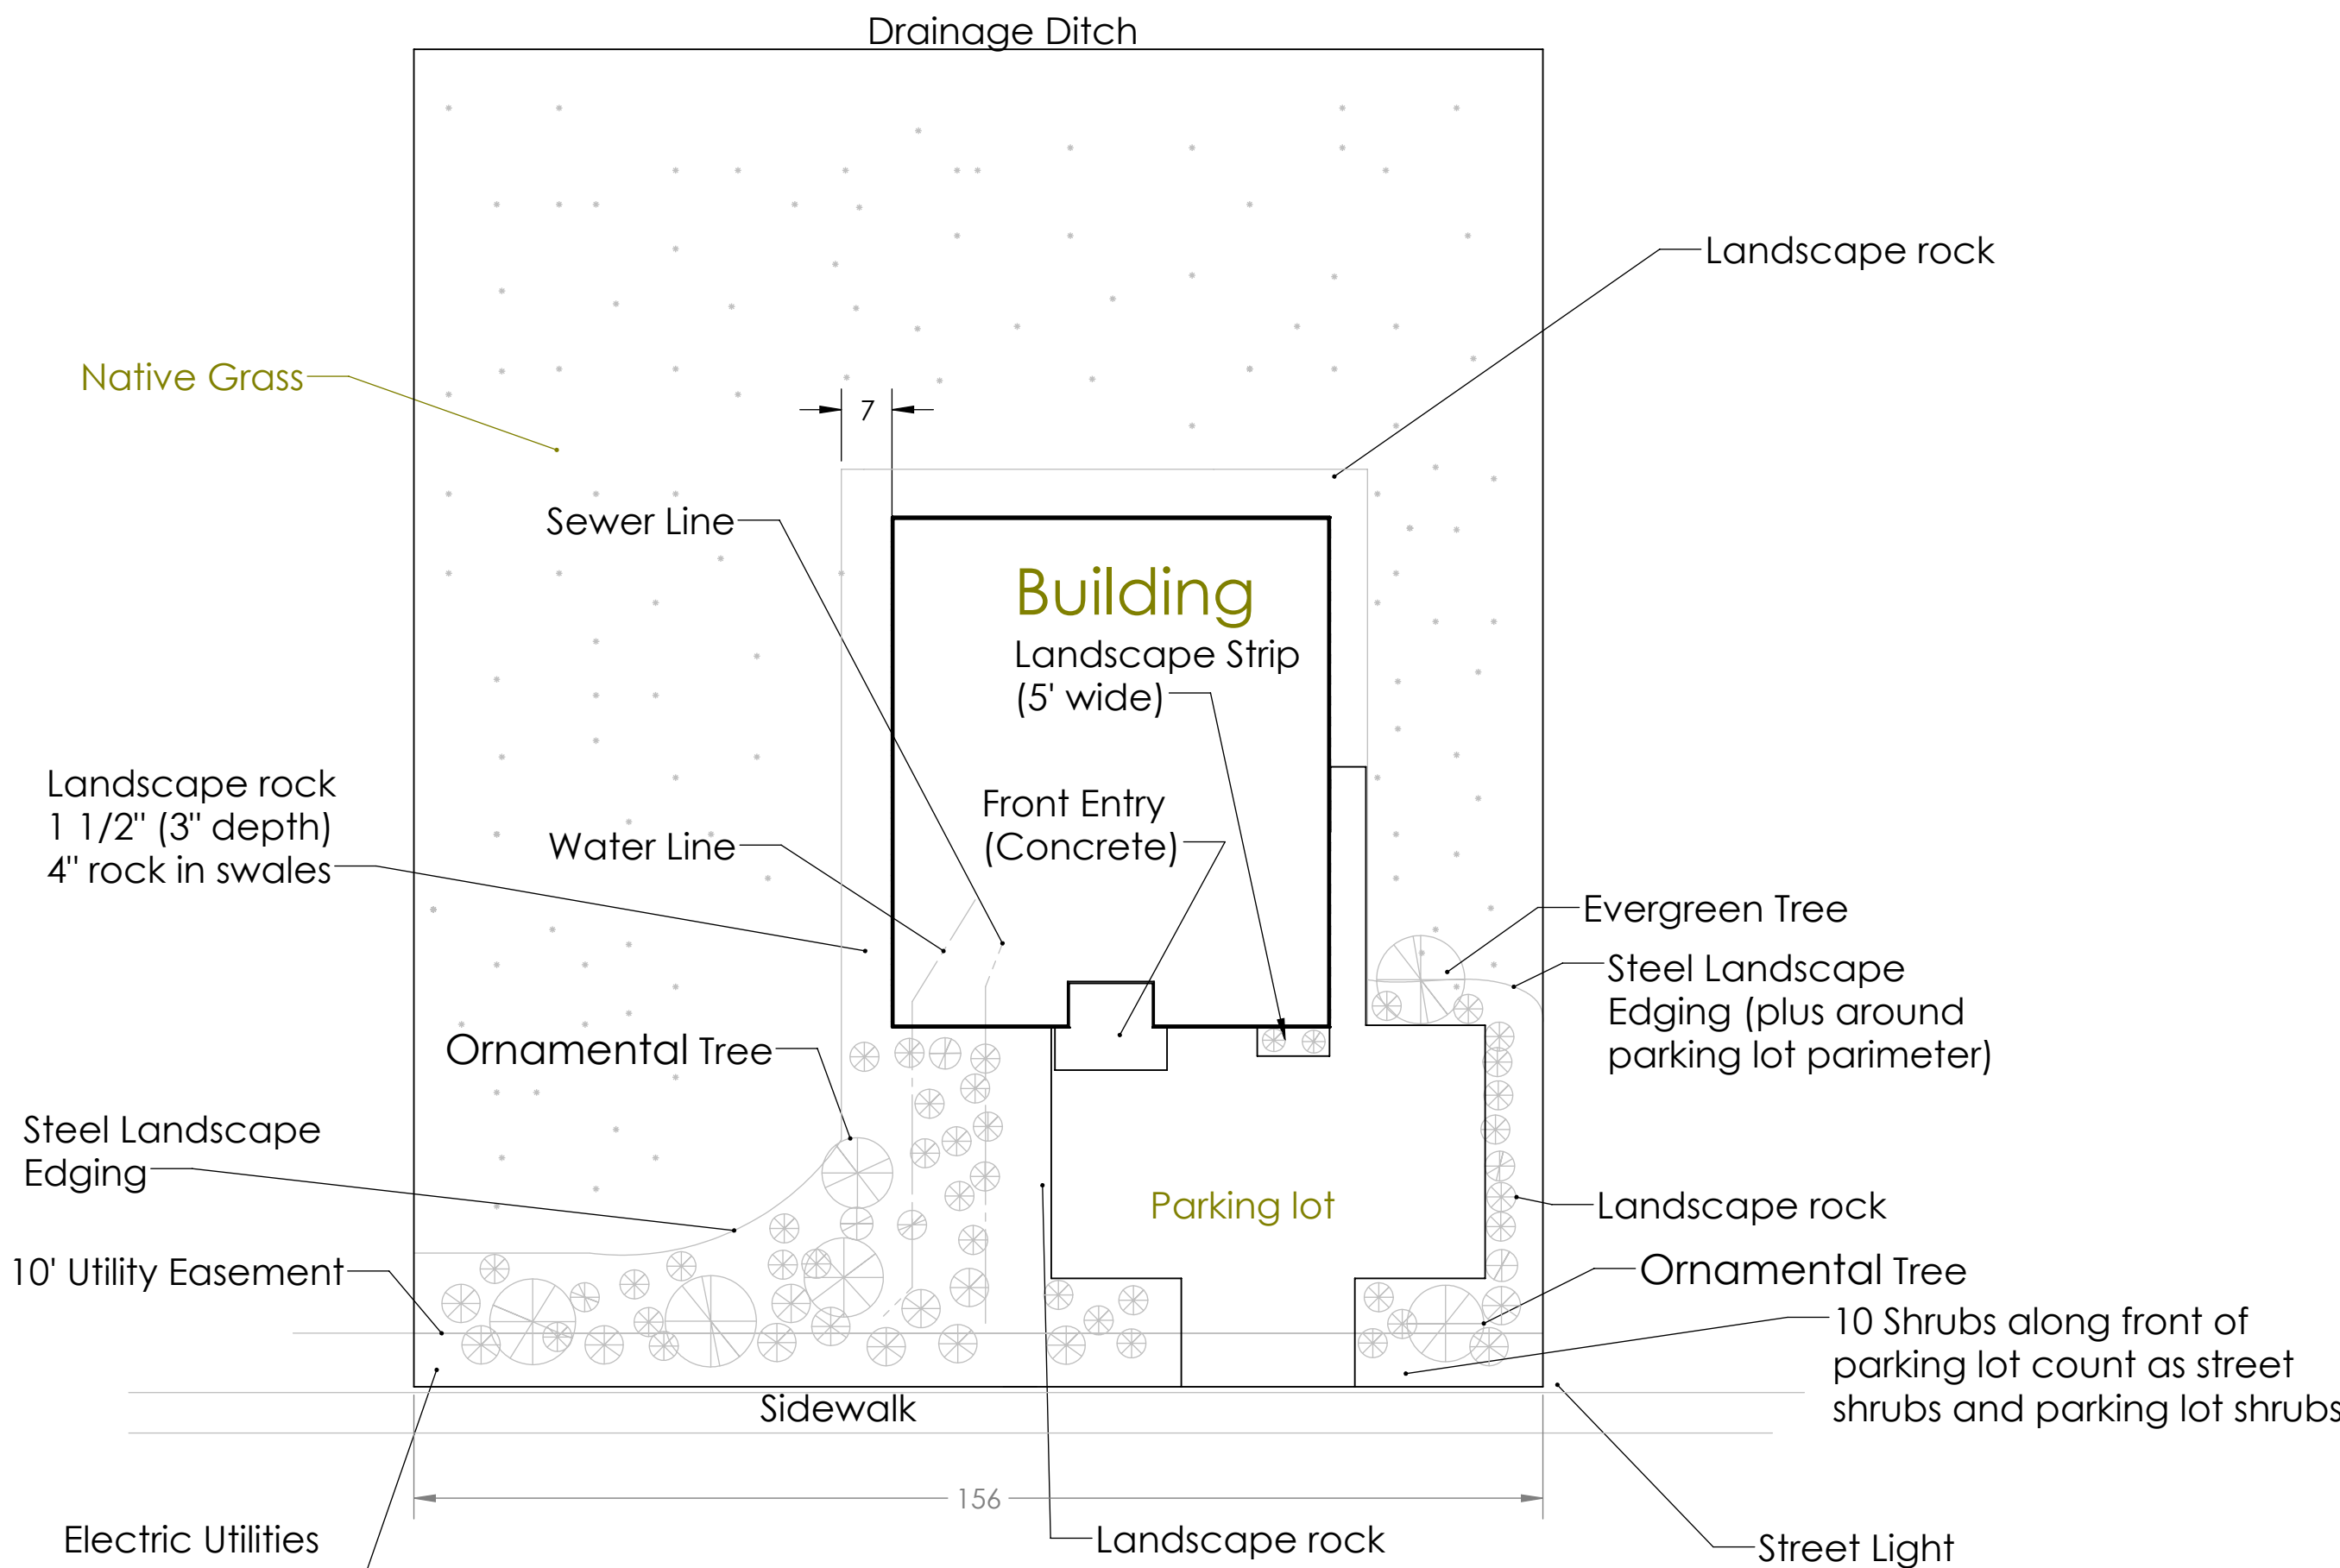 Drainage Ditch
Landscape rock
Native Grass
7
Sewer Line
Building
Landscape Strip
(5' wide)
Landscape rock
1 1/2" (3" depth)
4" rock in swales
Water Line
Front Entry
(Concrete)
Evergreen Tree
Steel Landscape
Edging (plus around
parking lot parimeter)
Ornamental Tree
Steel Landscape
Edging
Parking lot
Landscape rock
10' Utility Easement
Ornamental Tree
10 Shrubs along front of
parking lot count as street
shrubs and parking lot shrubs
Sidewalk
156
Electric Utilities
Landscape rock
Street Light